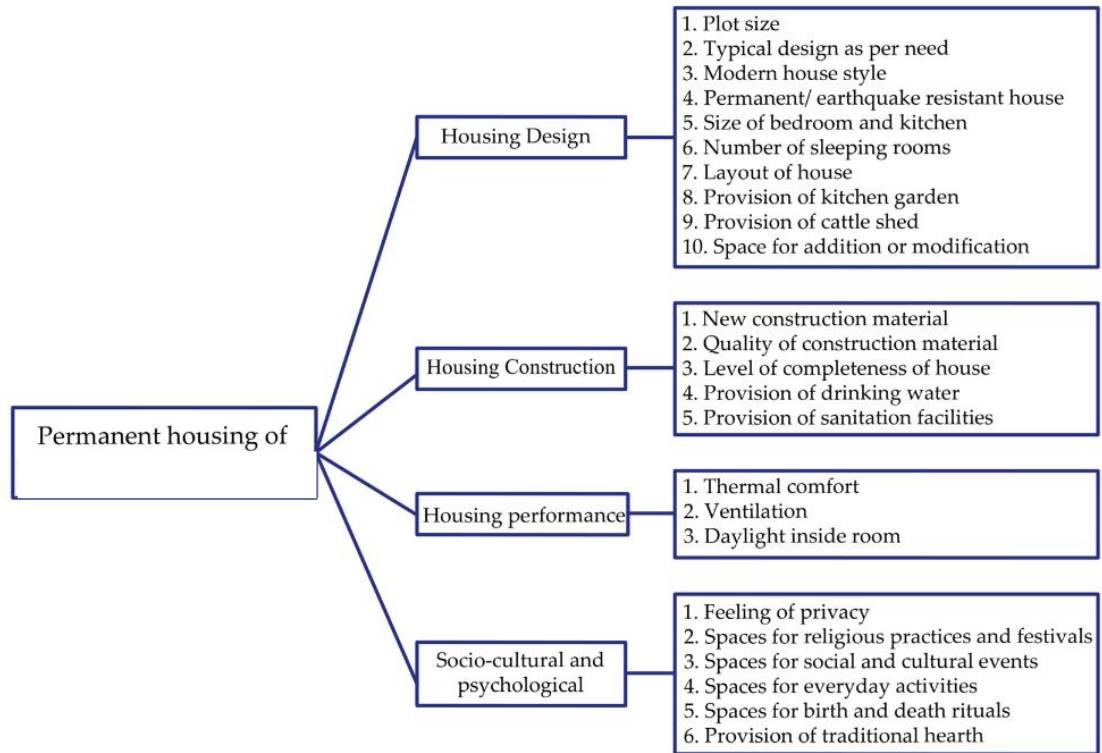 Permanent housing of
Housing Design
1. Plot size
2. Typical design as per need
3. Modern house style
4. Permanent/ earthquake resistant house
5. Size of bedroom and kitchen
6. Number of sleeping rooms
7. Layout of house
8. Provision of kitchen garden
9. Provision of cattle shed
10. Space for addition or modification
Housing Construction
1. New construction material
2. Quality of construction material
3. Level of completeness of house
4. Provision of drinking water
5. Provision of sanitation facilities
Housing performance
1. Thermal comfort
2. Ventilation
3. Daylight inside room
Socio-cultural and
psychological
1. Feeling of privacy
2. Spaces for religious practices and festivals
3. Spaces for social and cultural events
4. Spaces for everyday activities
5. Spaces for birth and death rituals
6. Provision of traditional hearth